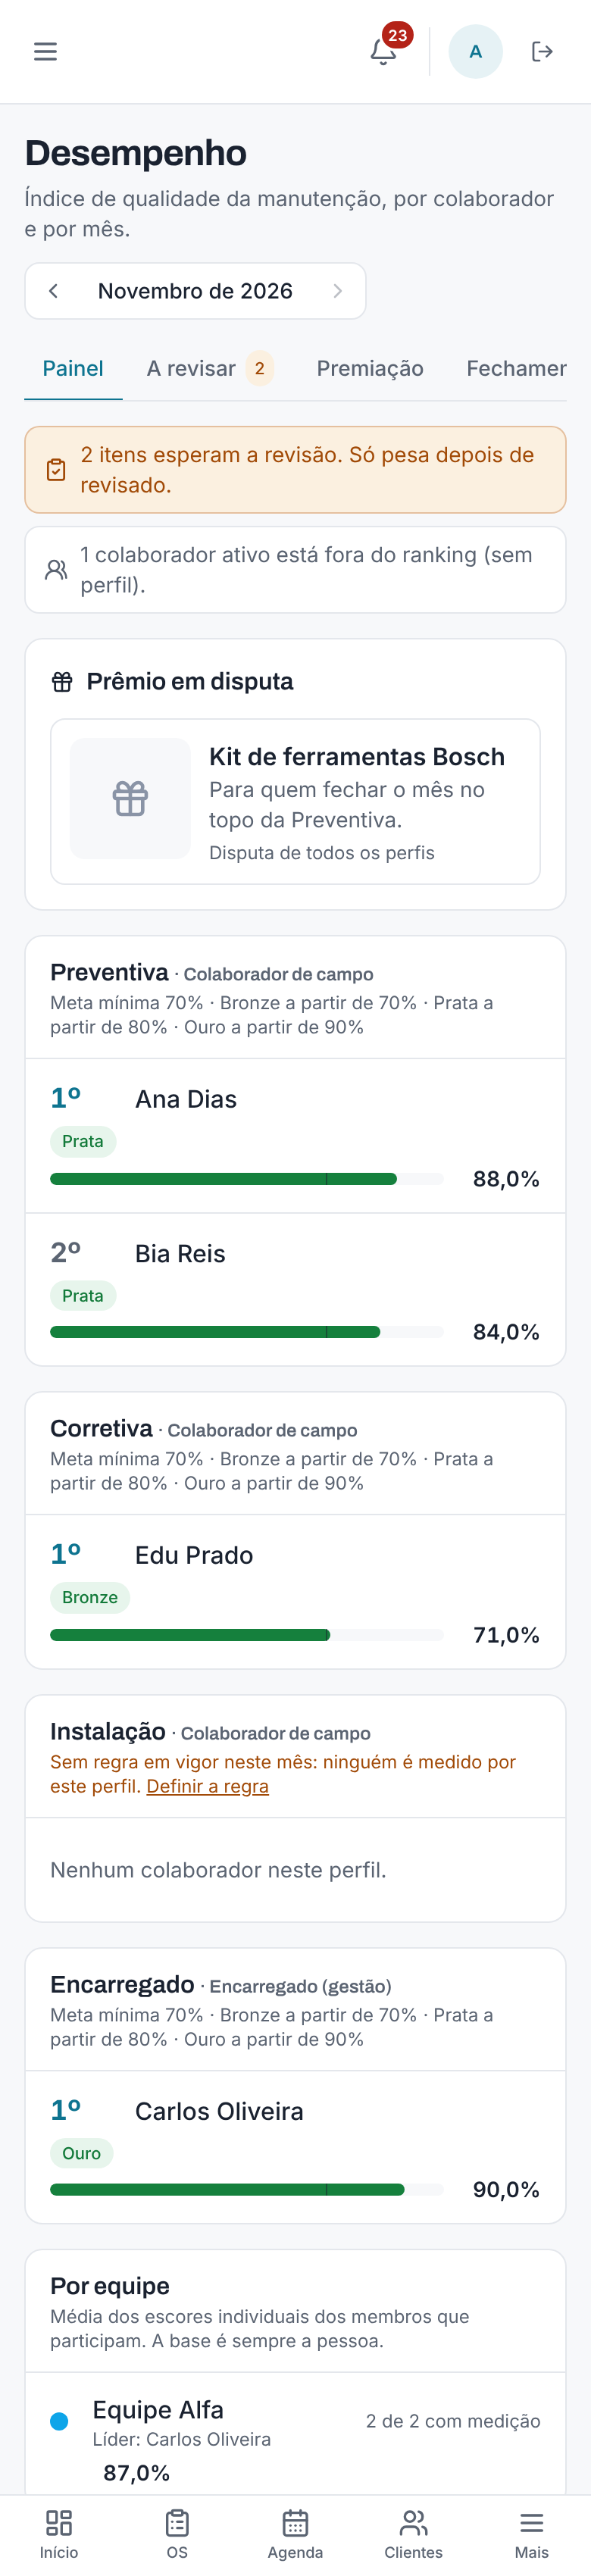 23
A
Desempenho
Índice de qualidade da manutenção, por colaborador
e por mês.
Novembro de 2026
Painel
A revisar 2
Premiação
Fechamer
2 itens esperam a revisão. Só pesa depois de
revisado.
1 colaborador ativo está fora do ranking (sem
perfil).
Prêmio em disputa
Kit de ferramentas Bosch
Para quem fechar o mês no
topo da Preventiva.
Disputa de todos os perfis
Preventiva · Colaborador de campo
Meta mínima 70% · Bronze a partir de 70% · Prata a
partir de 80% · Ouro a partir de 90%
1º Ana Dias
Prata
88,0%
2º Bia Reis
Prata
84,0%
Corretiva · Colaborador de campo
Meta mínima 70% · Bronze a partir de 70% · Prata a
partir de 80% · Ouro a partir de 90%
1º Edu Prado
Bronze
71,0%
Instalação · Colaborador de campo
Sem regra em vigor neste mês: ninguém é medido por
este perfil. Definir a regra
Nenhum colaborador neste perfil.
Encarregado · Encarregado (gestão)
Meta mínima 70% · Bronze a partir de 70% · Prata a
partir de 80% · Ouro a partir de 90%
1º Carlos Oliveira
Ouro
90,0%
Por equipe
Média dos escores individuais dos membros que
participam. A base é sempre a pessoa.
Equipe Alfa
2 de 2 com medição
Líder: Carlos Oliveira
87,0%
Início
OS
Agenda
Clientes
Mais